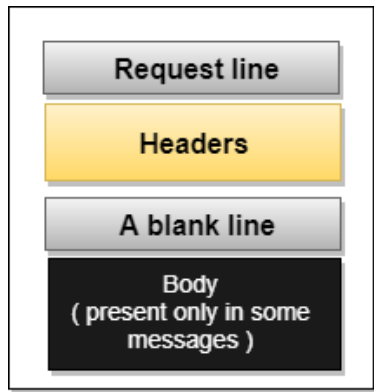 Request line
Headers
A blank line
Body
( present only in some
messages )